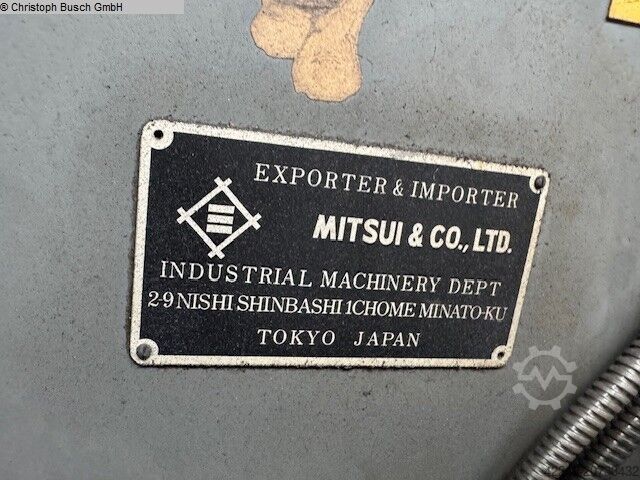 © Christoph Busch GmbH
EXPORTER & IMPORTER
MITSUI & CO., LTD.
INDUSTRIAL MACHINERY DEPT
2-9 NISHI SHINBASHI 1CHOME MINATO-KU
TOKYO JAPAN